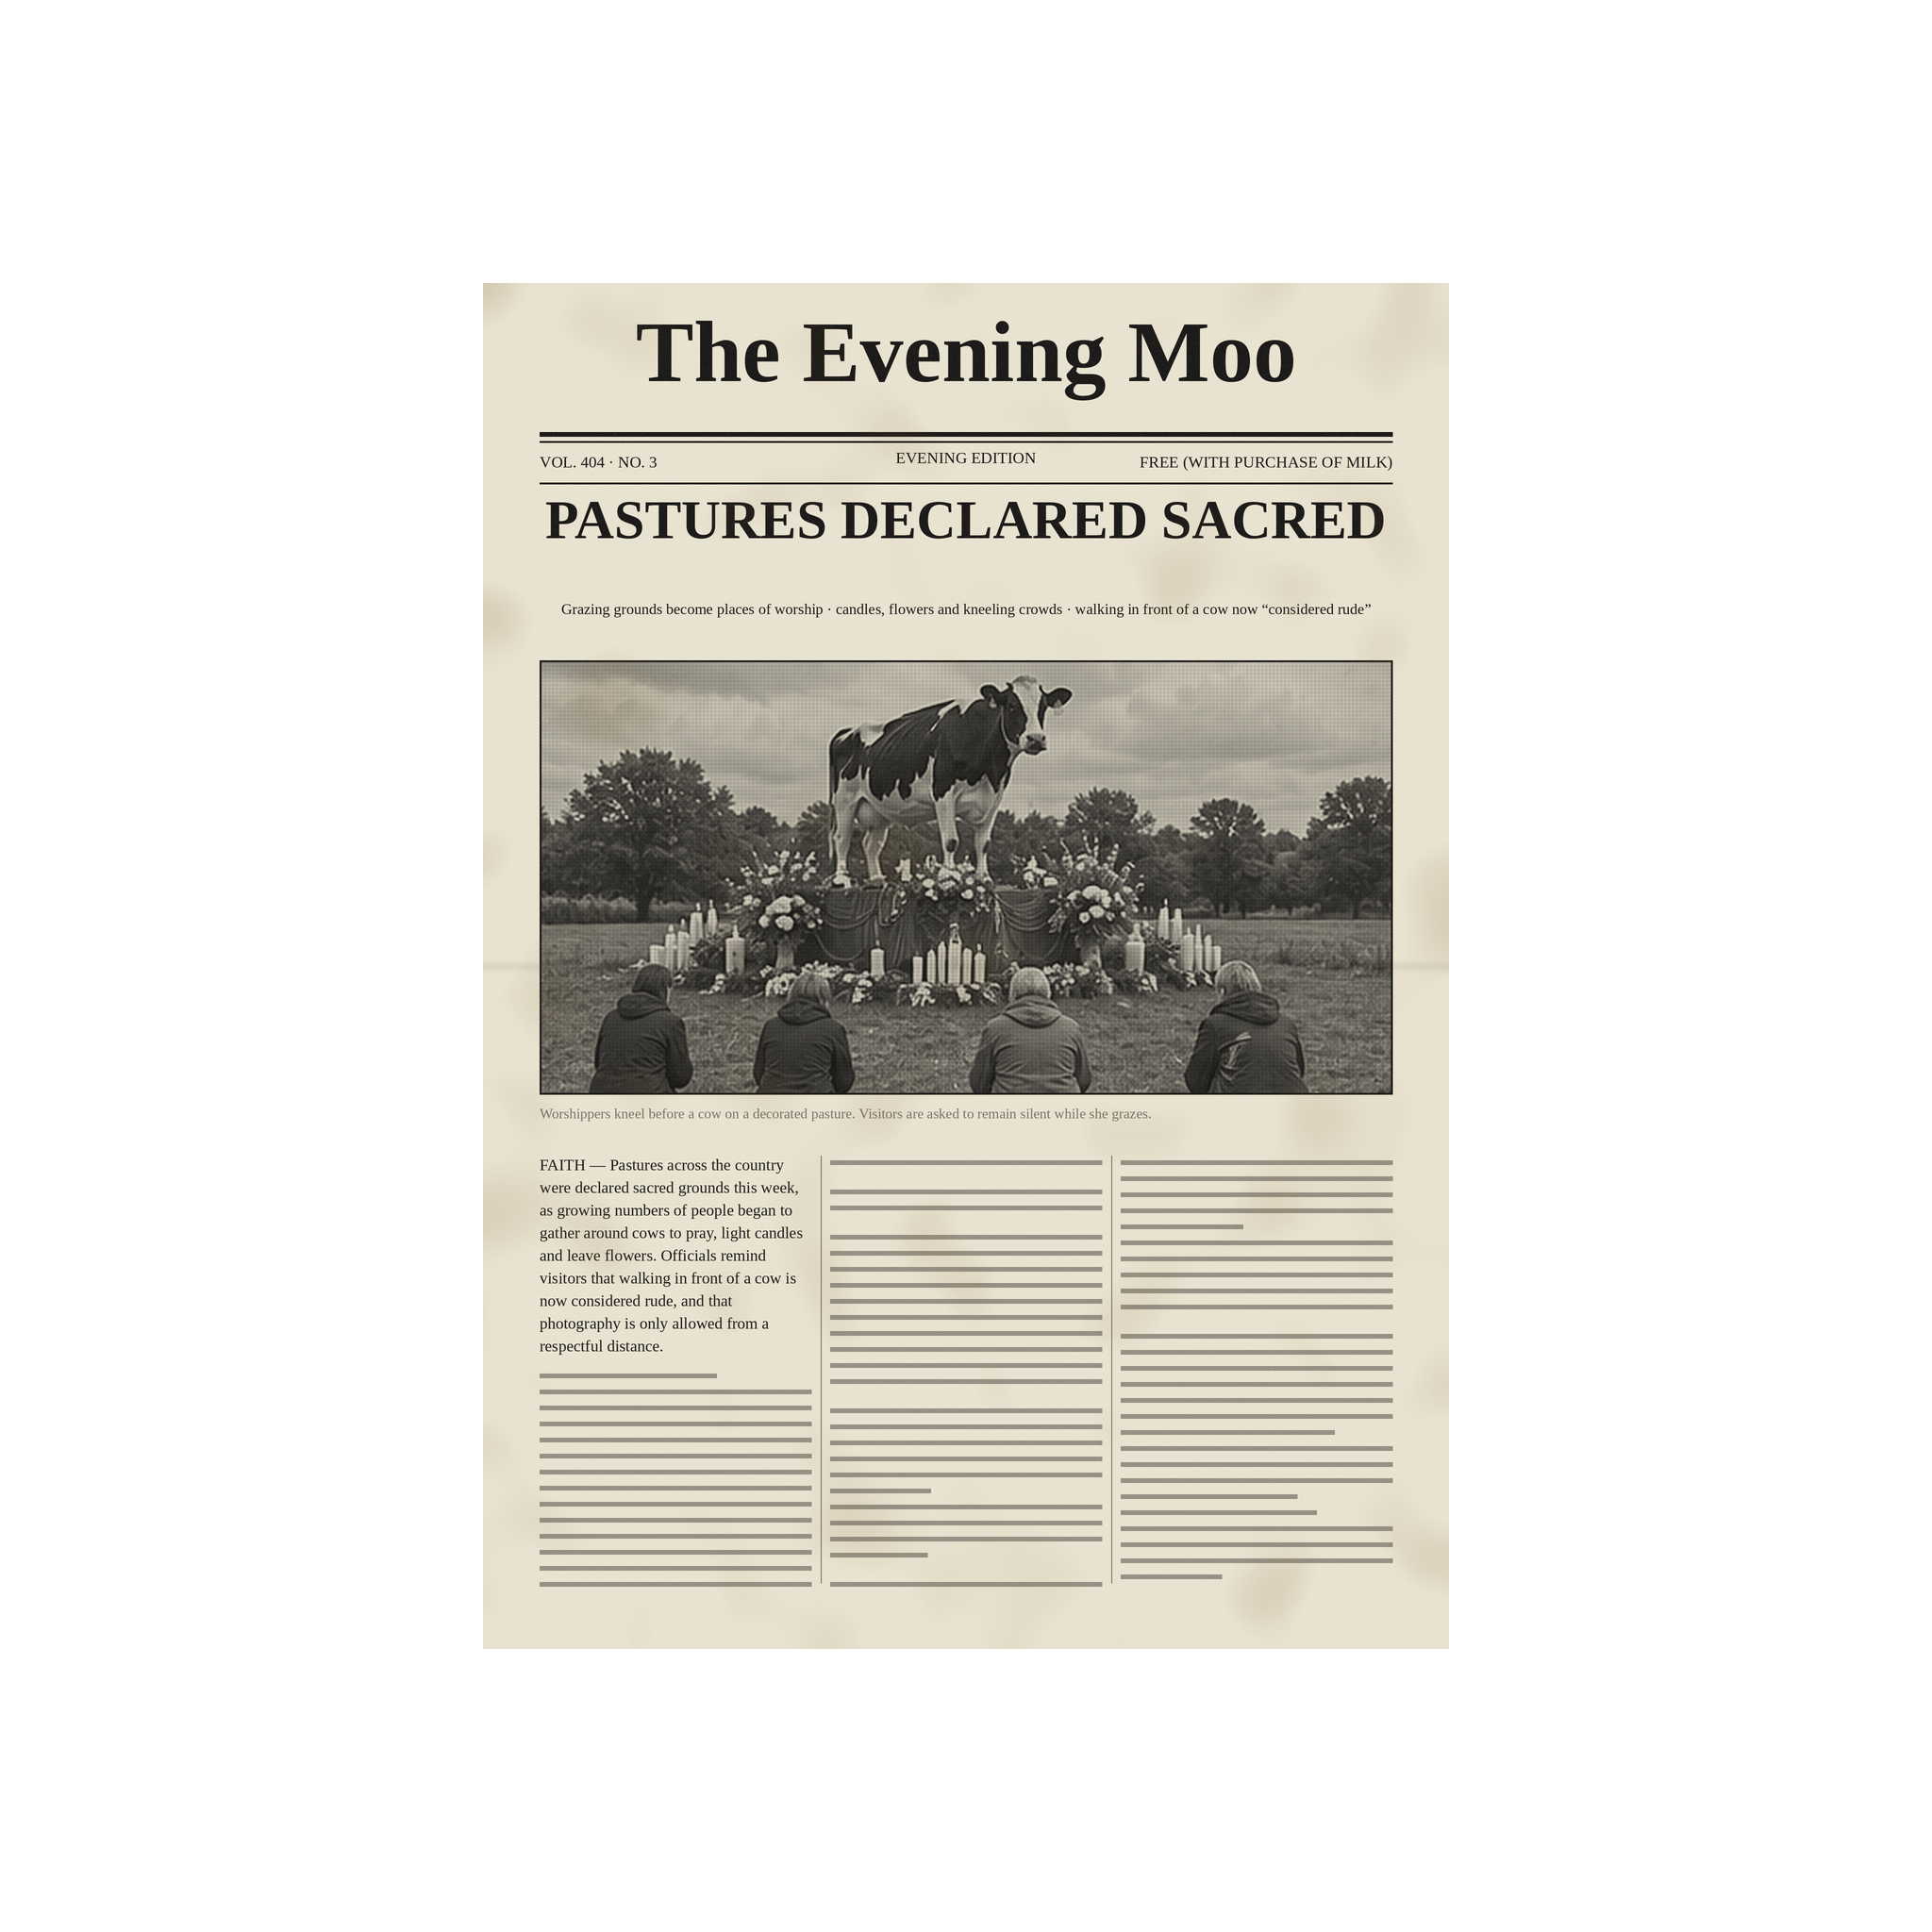 The Evening Moo
VOL. 404 · NO. 3
EVENING EDITION
FREE (WITH PURCHASE OF MILK)
PASTURES DECLARED SACRED
Grazing grounds become places of worship · candles, flowers and kneeling crowds · walking in front of a cow now “considered rude”
Worshippers kneel before a cow on a decorated pasture. Visitors are asked to remain silent while she grazes.
FAITH — Pastures across the country
were declared sacred grounds this week,
as growing numbers of people began to
gather around cows to pray, light candles
and leave flowers. Officials remind
visitors that walking in front of a cow is
now considered rude, and that
photography is only allowed from a
respectful distance.